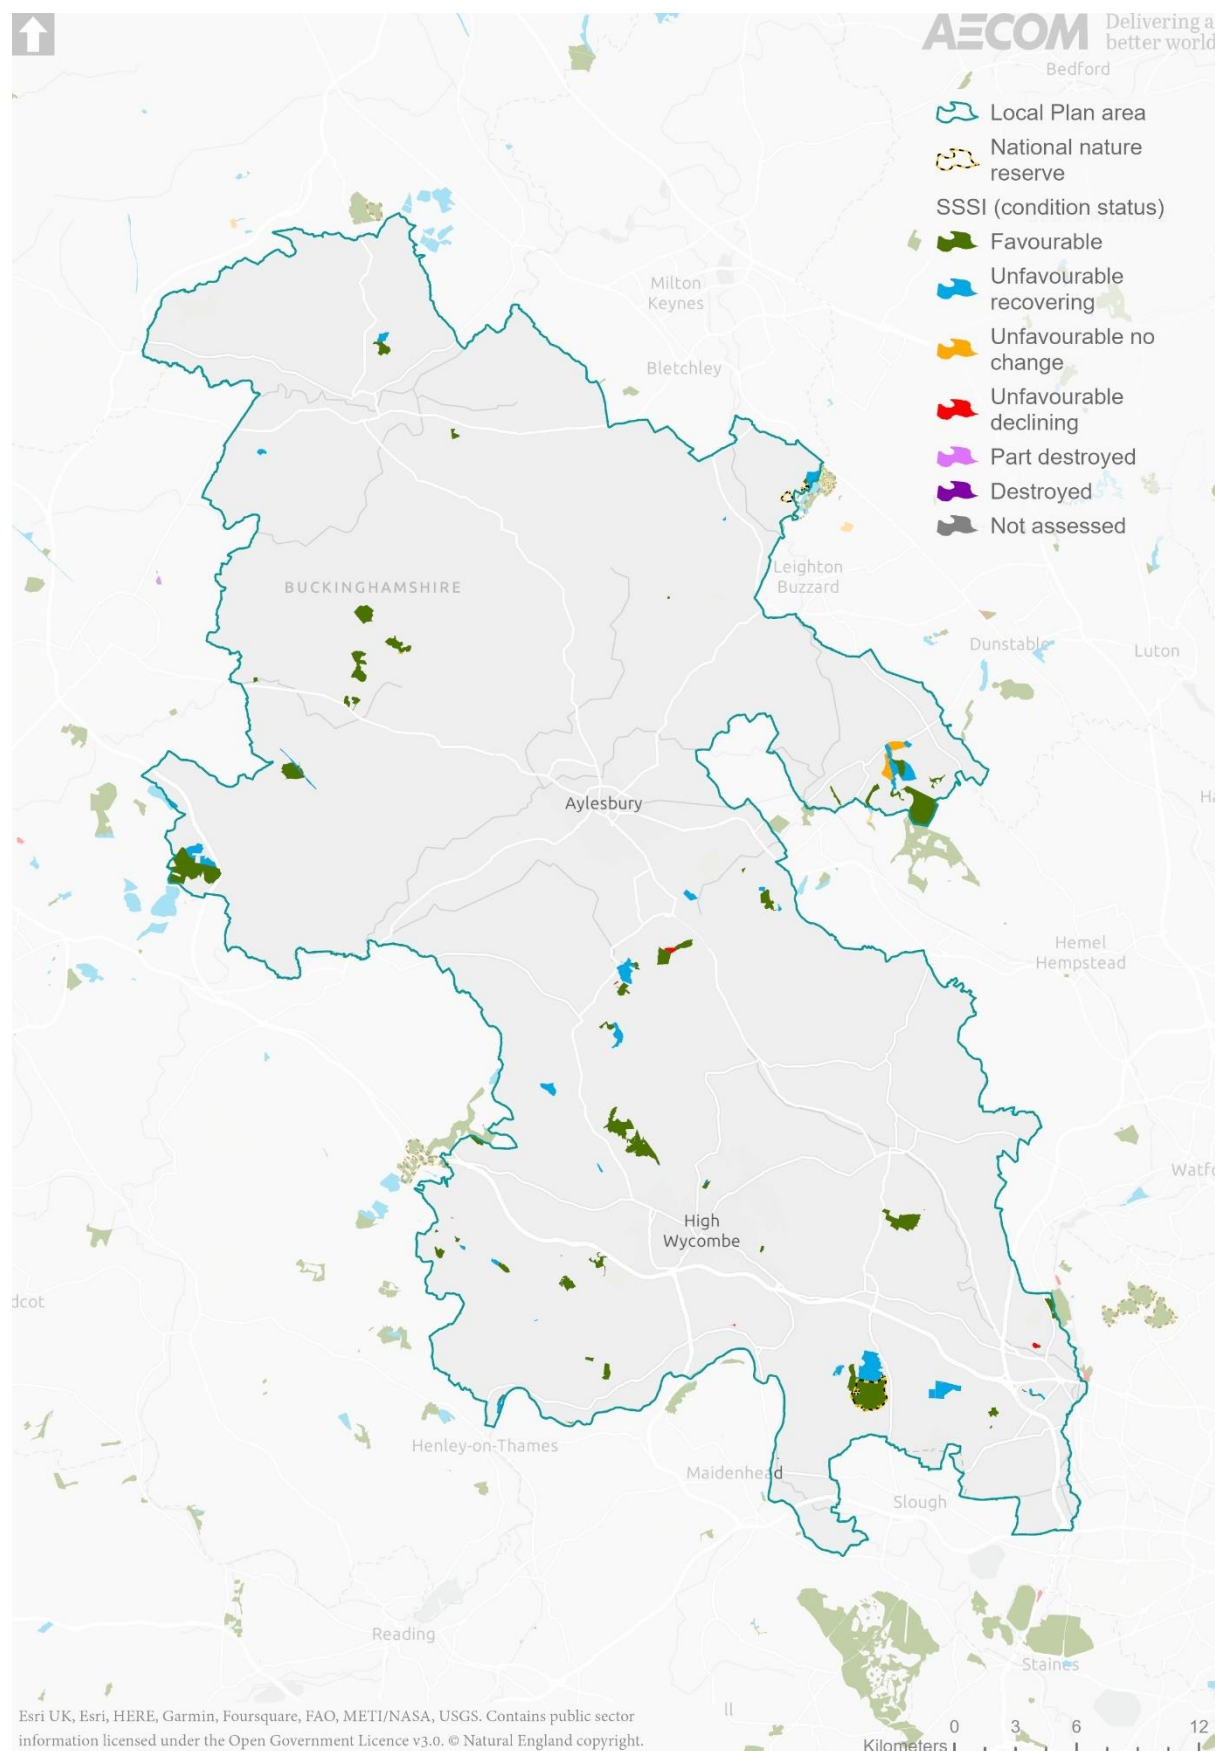 AECOM
Delivering a
better world
Bedford
Local Plan area
National nature
reserve
SSSI (condition status)
Favourable
Unfavourable
recovering
Unfavourable no
change
Unfavourable
declining
Part destroyed
Destroyed
Not assessed
Milton
Keynes
Bletchley
Leighton
Buzzard
BUCKINGHAMSHIRE
Dunstable
Luton
Aylesbury
Hemel
Hempstead
High
Wycombe
Henley-on-Thames
Maidenhead
Slough
Reading
Staines
Esri UK, Esri, HERE, Garmin, Foursquare, FAO, METI/NASA, USGS. Contains public sector
information licensed under the Open Government Licence v3.0. © Natural England copyright.
0 3 6 12
Kilometers